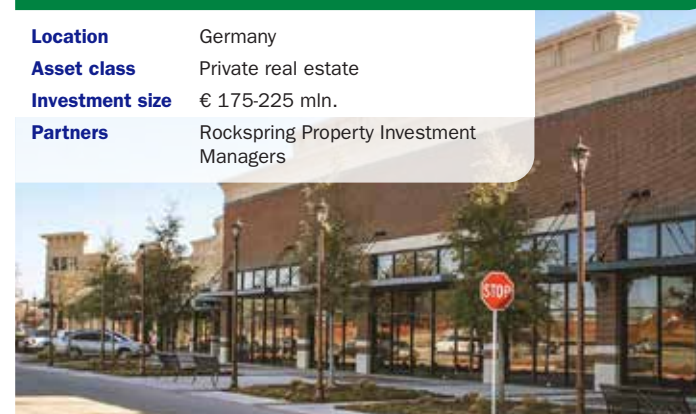 Location Germany
Asset class Private real estate
Investment size € 175-225 mln.
Partners Rockspring Property Investment
Managers
STOP